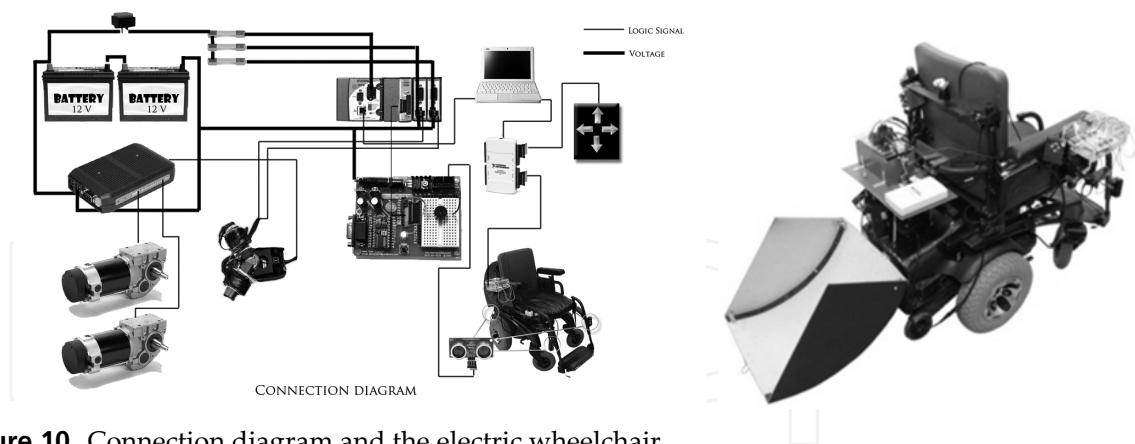 LOGIC SIGNAL
VOLTAGE
BATTERY
12 V
BATTERY
12 V
CONNECTION DIAGRAM
ure 10. Connection diagram and the electric wheelchair